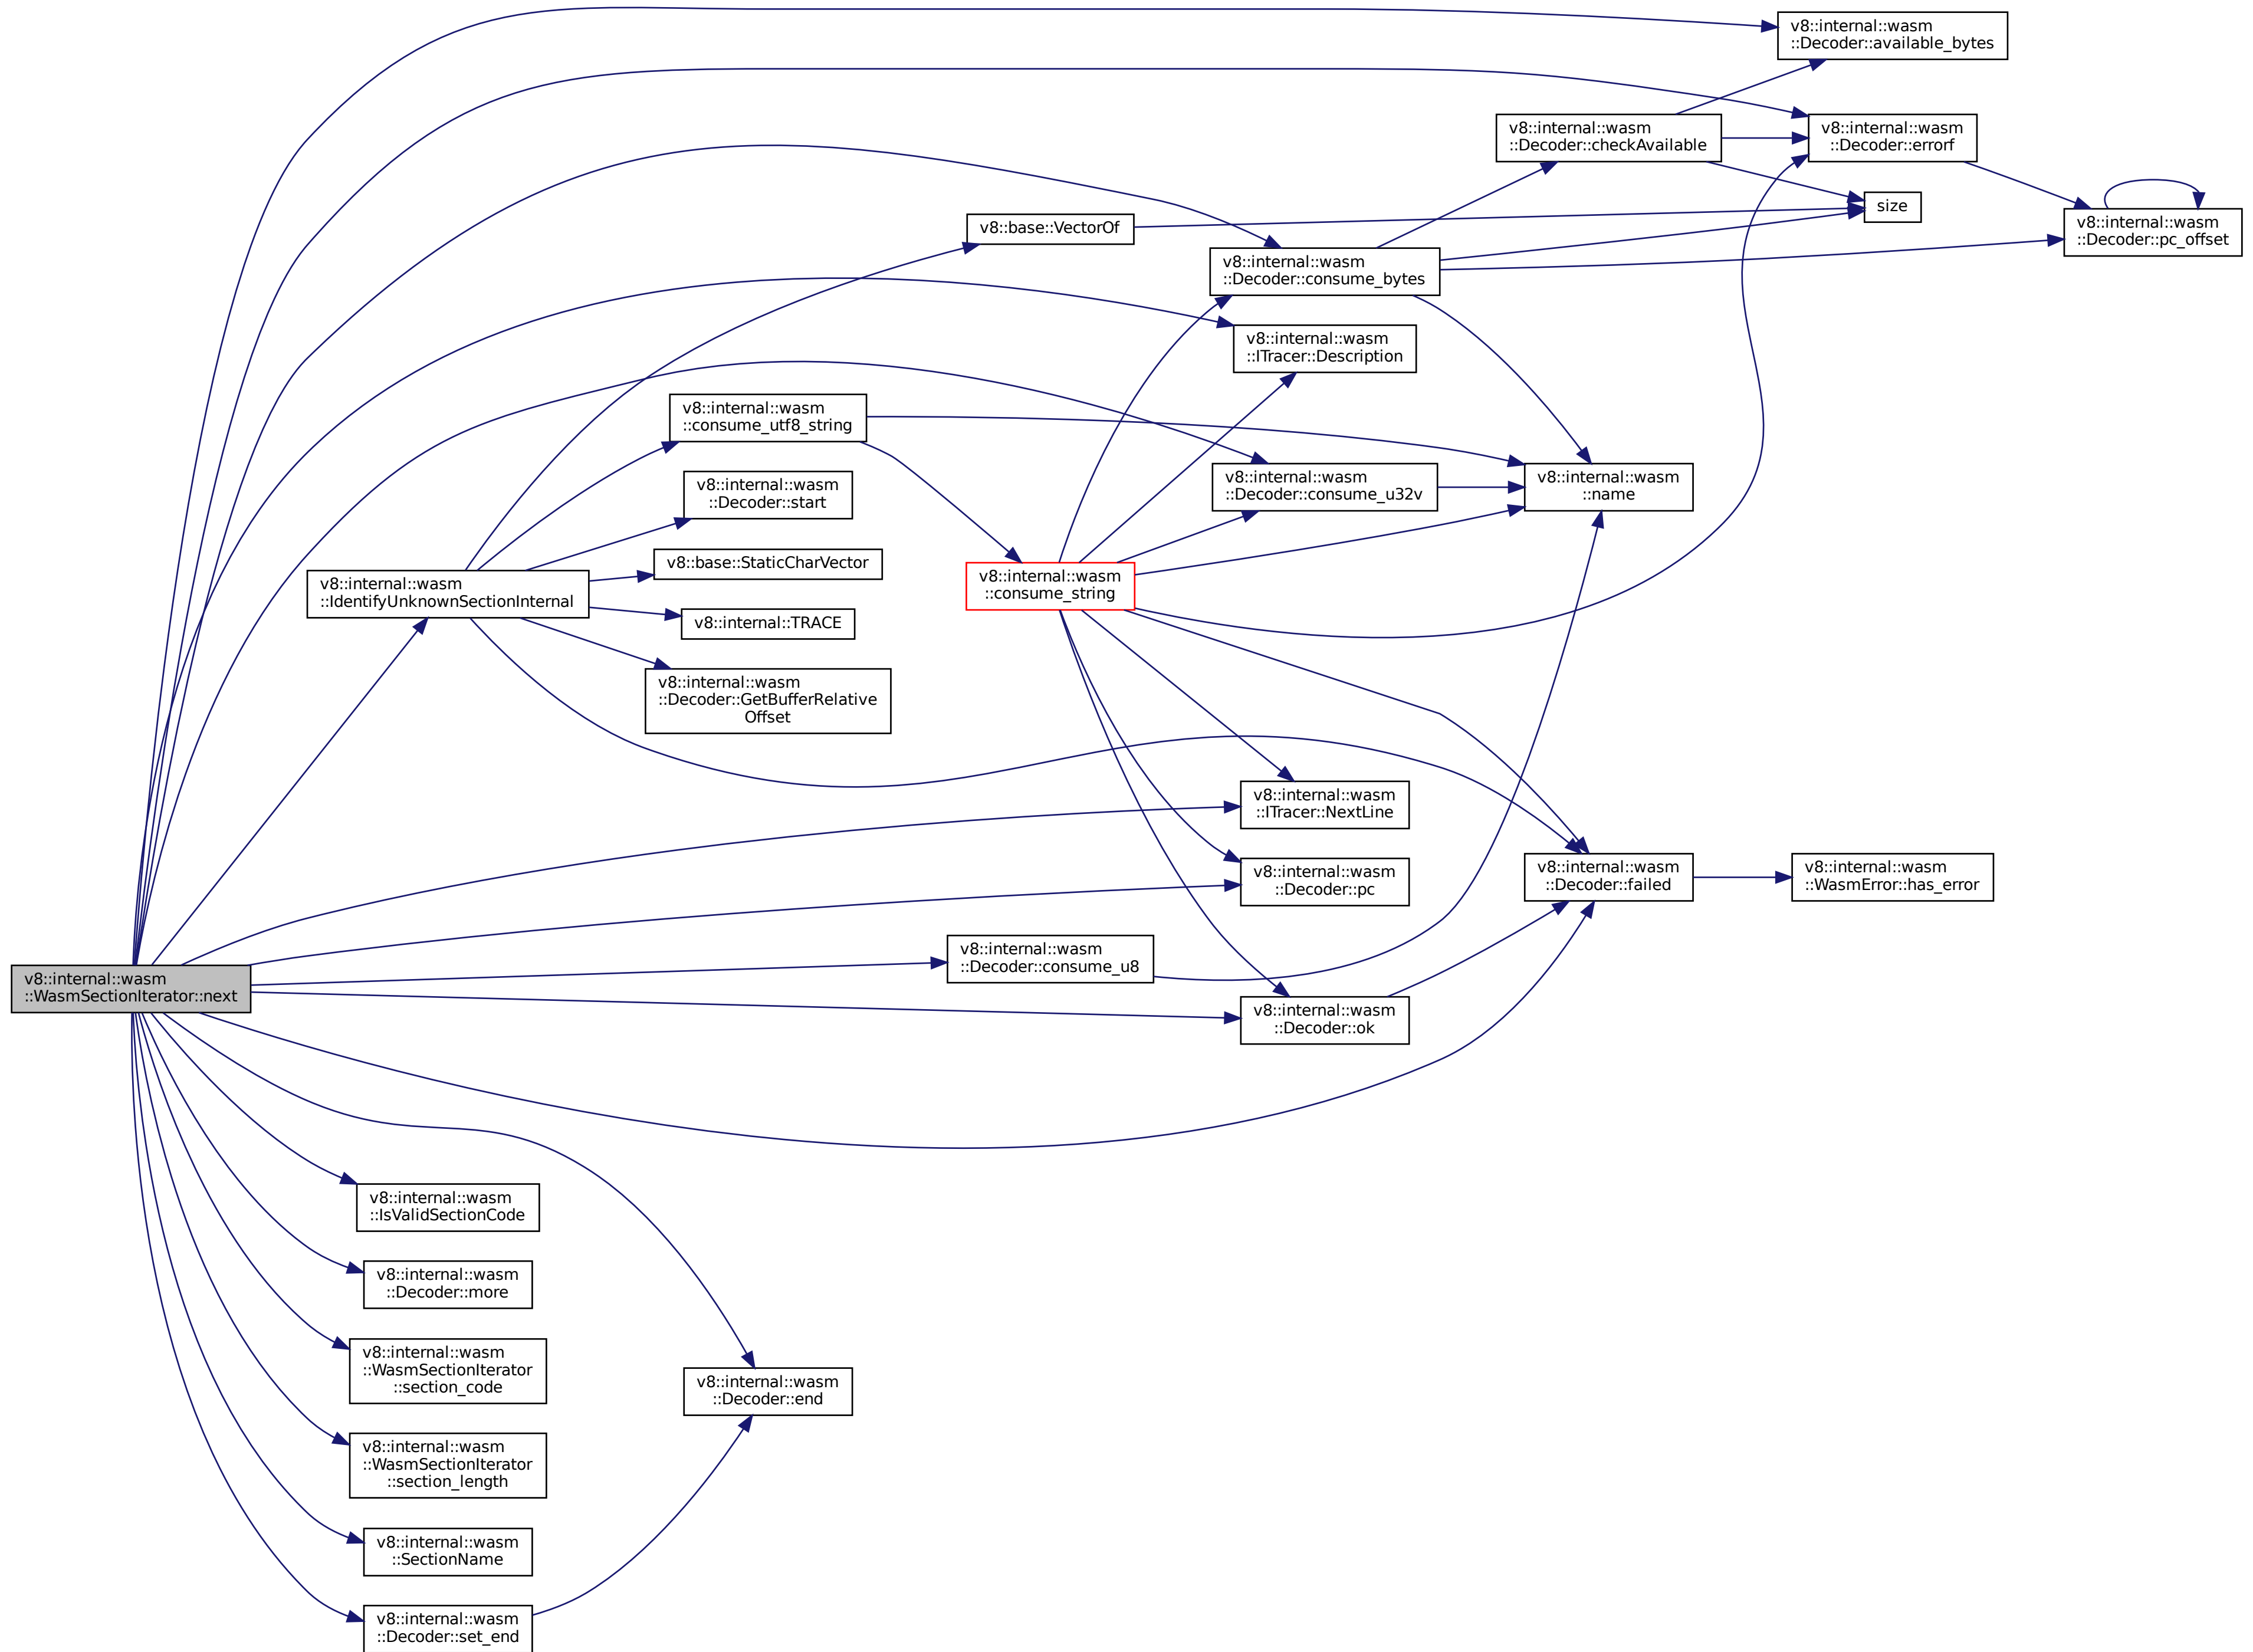 v8::internal::wasm
::Decoder::available_bytes
v8::internal::wasm
::Decoder::checkAvailable
v8::internal::wasm
::Decoder::errorf
size
v8::base::VectorOf
v8::internal::wasm
::Decoder::pc_offset
v8::internal::wasm
::Decoder::consume_bytes
v8::internal::wasm
::ITracer::Description
v8::internal::wasm
::consume_utf8_string
v8::internal::wasm
::Decoder::start
v8::internal::wasm
::Decoder::consume_u32v
v8::internal::wasm
::name
v8::base::StaticCharVector
v8::internal::wasm
::IdentifyUnknownSectionInternal
v8::internal::wasm
::consume_string
v8::internal::TRACE
v8::internal::wasm
::Decoder::GetBufferRelative
Offset
v8::internal::wasm
::ITracer::NextLine
v8::internal::wasm
::Decoder::pc
v8::internal::wasm
::Decoder::failed
v8::internal::wasm
::WasmError::has_error
v8::internal::wasm
::Decoder::consume_u8
v8::internal::wasm
::WasmSectionIterator::next
v8::internal::wasm
::Decoder::ok
v8::internal::wasm
::IsValidSectionCode
v8::internal::wasm
::Decoder::more
v8::internal::wasm
::WasmSectionIterator
::section_code
v8::internal::wasm
::Decoder::end
v8::internal::wasm
::WasmSectionIterator
::section_length
v8::internal::wasm
::SectionName
v8::internal::wasm
::Decoder::set_end